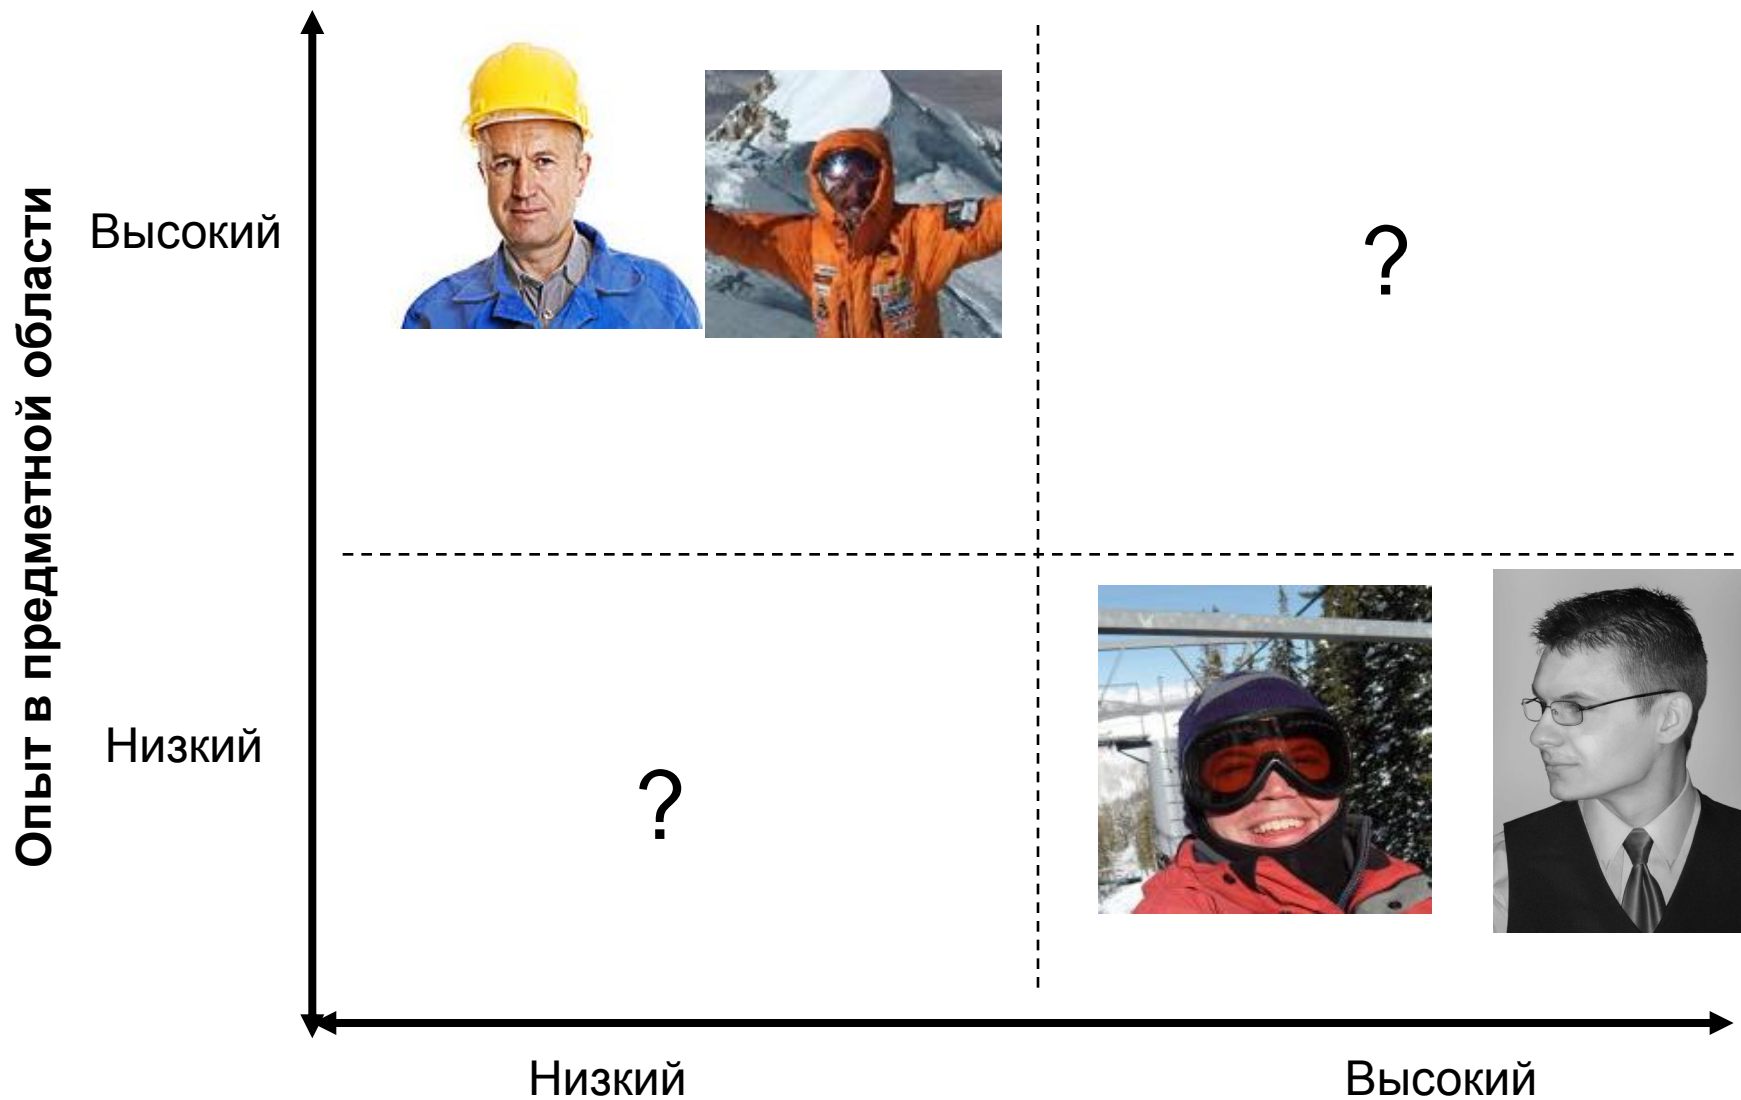 Опыт в предметной области
Высокий
?
Низкий
?
Низкий
Высокий